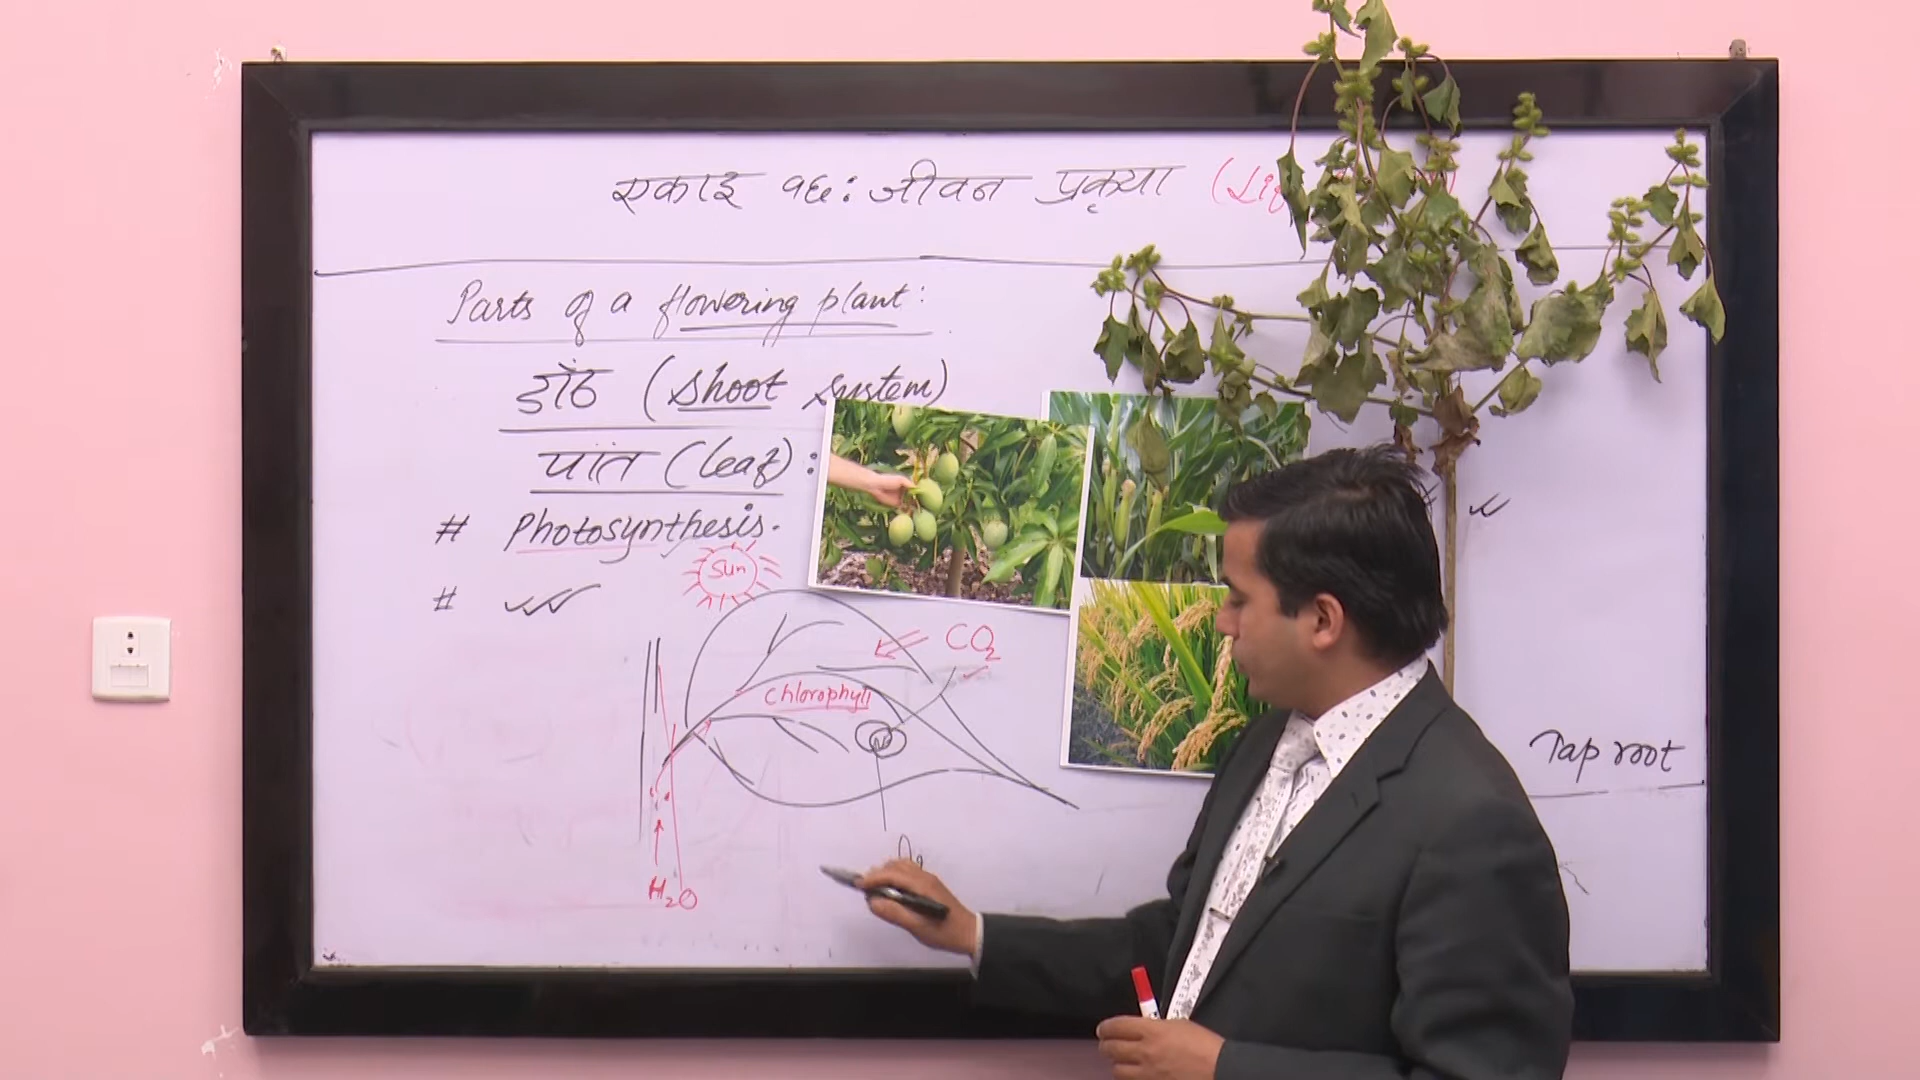 एकाइ १६: जीवन प्रकृया
Parts of a flowering plant:
डाँठ (shoot system)
पात (leaf):
# Photosynthesis.
Sun
#
CO2
Chlorophyll
Tap root
H2O